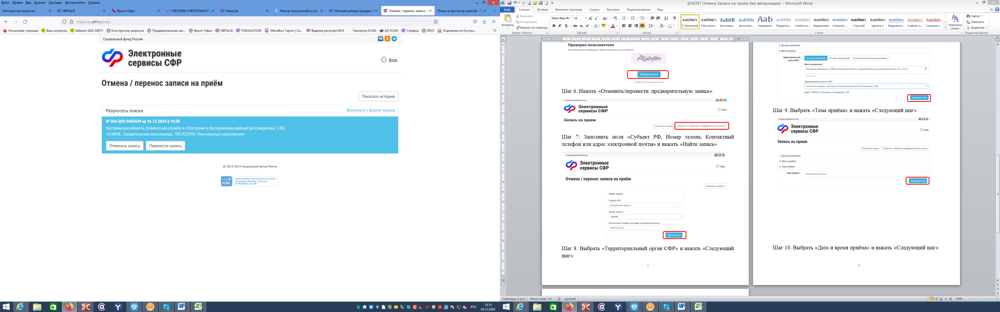 Файл Правка Вид Журнал Закладки Инструменты Справка
Конструктор запросов
НВПиСВ
Фронт-Офис
СИСТЕМА ЭЛЕКТРОННОГО
Новости
Реестр получателей услуг
Личный кабинет граждани
Отмена / перенос записи н
Поиск и просмотр записей - П
https://es.pfrf.ru/znpc
Начальная страница Ваш контроль Кабинет ИАС МКГУ Конструктор запросов Предварительная зап... Фронт-Офис НВПиСВ ПОКАЗАТЕЛИ МегаФон Таргет | Се... Ведение регистра МСК Техпортал ЕСИА ЦО ЕСИА Справка SRVO Отделение по Костро...
Социальный фонд России
Электронные
сервисы СФР
Вход
Отмена / перенос записи на приём
Показать историю
Результаты поиска
Вернуться к форме поиска
№ 054-029-0492439 на 16.12.2024 в 10:30
Костромская область, Клиентская служба в г.Костроме и Костромском районе (ул.Свердлова, 120)
«СНИЛС. Свидетельство пенсионера. ГОСУСЛУГИ. Пенсионные накопления»
Отменить запись Перенести запись
© 2014-2024 Социальный фонд России
ЕСИА
Один пароль для доступа ко всем
государственным услугам
ПОЛУЧИТЬ В СФР
РУС
13:15
05.12.2024
БУКЛЕТ Отмена Записи на прием без авторизации - Microsoft Word
Файл Главная Вставка Разметка страницы Ссылки Рассылки Рецензирование Вид
Вставить
Вырезать
Копировать
Формат по образцу
Буфер обмена
Times New Ro 16
Ж К Ч
Шрифт
Абзац
¶ Обычный ¶ Без инте... Заголово... Заголово... Название Подзагол... Слабое в... Выделение Сильное ... Строгий Цитата 2 Выделенн... Слабая сс... Сильная с...
Изменить
стили
Стили
Найти
Заменить
Выделить
Редактирование
Проверка пользователя
Для продолжения необходимо пройти дополнительную проверку.
Продолжить
© 2008-2024 Социальный фонд России
Шаг 6. Нажать «Отменить/перенести предварительную запись»
Социальный фонд России
Электронные
сервисы СФР
Вход
Запись на прием
Показать историю Отменить / перенести предварительную запись
Шаг 7. Заполнить поля «Субъект РФ, Номер талона, Контактный
телефон или адрес электронной почты» и нажать «Найти запись»
Социальный фонд России
Электронные
сервисы СФР
Вход
Отмена / перенос записи на приём
Показать историю
Найти запись
Субъект РФ: *
Костромская область
Номер талона: *
488980
Контактный телефон или адрес электронной почты: *
89111111111
Найти запись
Шаг 8. Выбрать «Территориальный орган СФР» и нажать «Следующий
шаг»
3
1. Данные заявителя
2. Место приёма
Территориальный
орган СФР: *
По месту жительства По месту пребывания По месту фактического проживания
Место жительства: *
Российская Федерация, 156016, Костромская область, город Кострома, улица Индустриальная, д 16 , кв 22
Территориальный орган СФР: *
Клиентская служба в г.Костроме и Костромском районе (ул.Свердлова, 120)
Адрес: 156029, г. Кострома, ул. Свердлова, 120
Следующий шаг
Шаг 9. Выбрать «Тема приёма» и нажать «Следующий шаг»
Социальный фонд России
Электронные
сервисы СФР
Вход
Запись на прием
Показать историю Отменить / перенести предварительную запись
1. Данные заявителя
2. Место приёма
3. Тема приёма
Тема приёма: *
Установление пенсии
Следующий шаг
Шаг 10. Выбрать «Дата и время приёма» и нажать «Следующий шаг»
4
Страница: 3 из 5 Число слов: 110 русский
100%